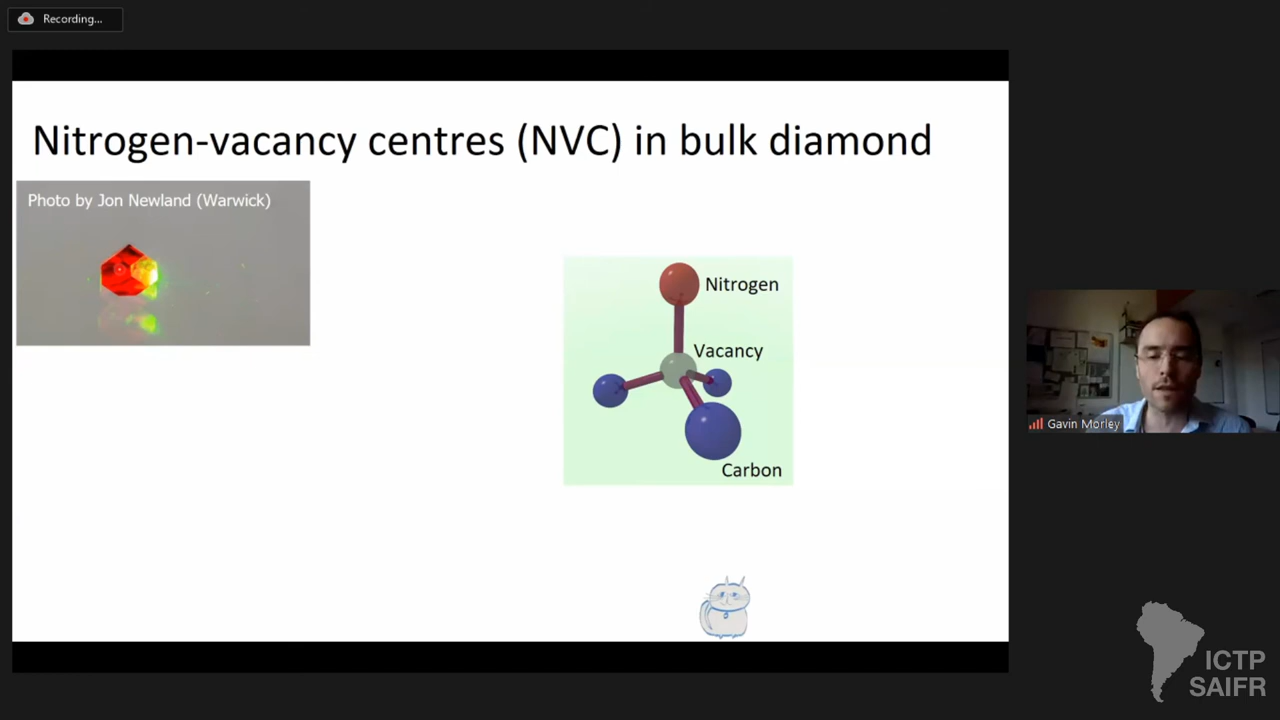 Recording...
Nitrogen-vacancy centres (NVC) in bulk diamond
Photo by Jon Newland (Warwick)
Nitrogen
Vacancy
Carbon
Gavin Morley
ICTP
SAIFR